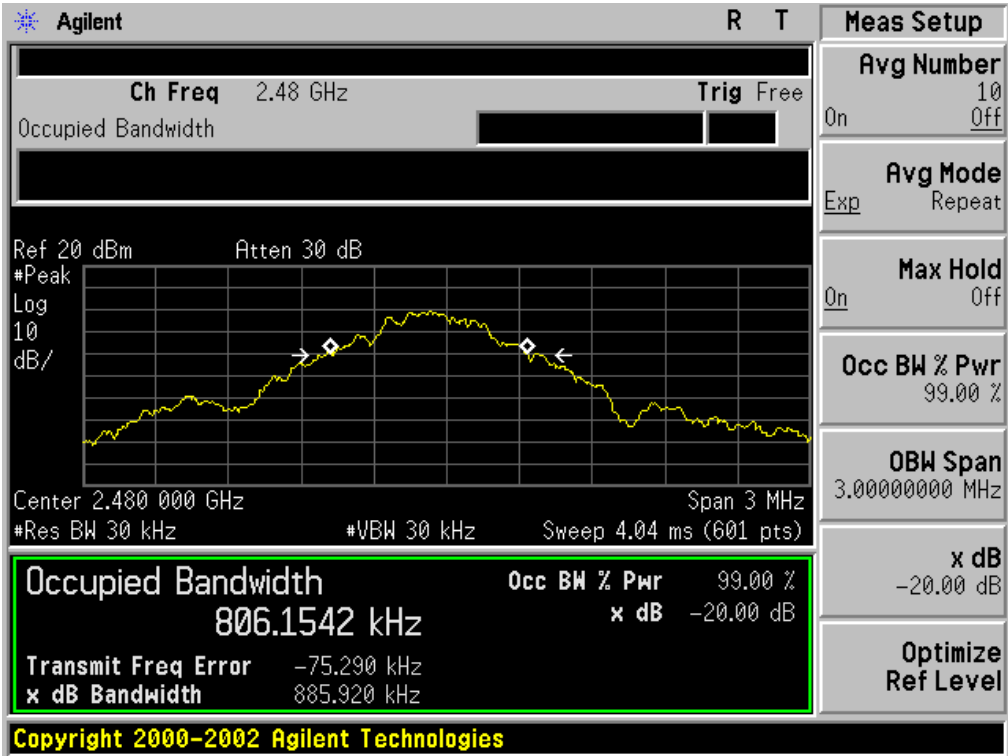 Agilent R T
Ch Freq 2.48 GHz Trig Free
Occupied Bandwidth
Ref 20 dBm Atten 30 dB
#Peak
Log
10
dB/
Center 2.480 000 GHz Span 3 MHz
#Res BW 30 kHz #VBW 30 kHz Sweep 4.04 ms (601 pts)
Occupied Bandwidth Occ BW % Pwr 99.00 %
806.1542 kHz x dB -20.00 dB
Transmit Freq Error -75.290 kHz
x dB Bandwidth 885.920 kHz
Copyright 2000-2002 Agilent Technologies
Meas Setup
Avg Number
10
On Off
Avg Mode
Exp Repeat
Max Hold
On Off
Occ BW % Pwr
99.00 %
OBW Span
3.00000000 MHz
x dB
-20.00 dB
Optimize
Ref Level